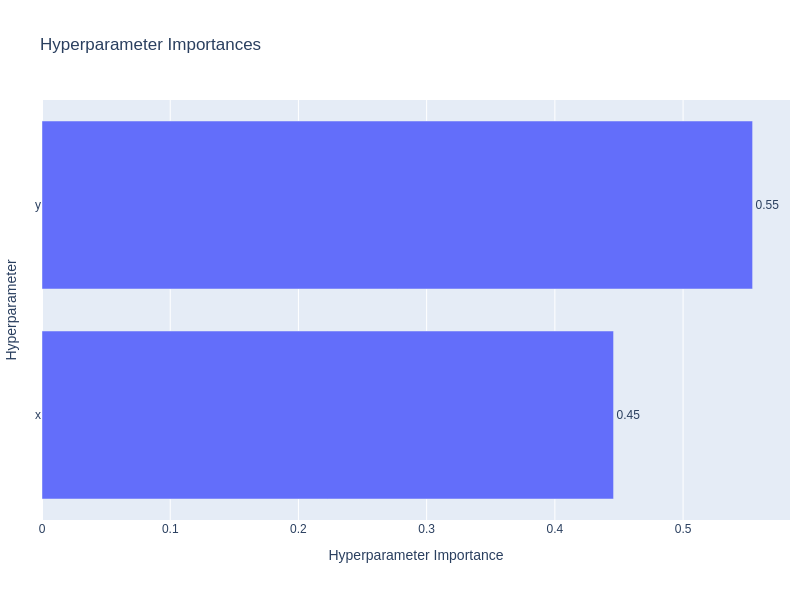 Hyperparameter Importances
Hyperparameter
y
0.55
x
0.45
0 0.1 0.2 0.3 0.4 0.5
Hyperparameter Importance